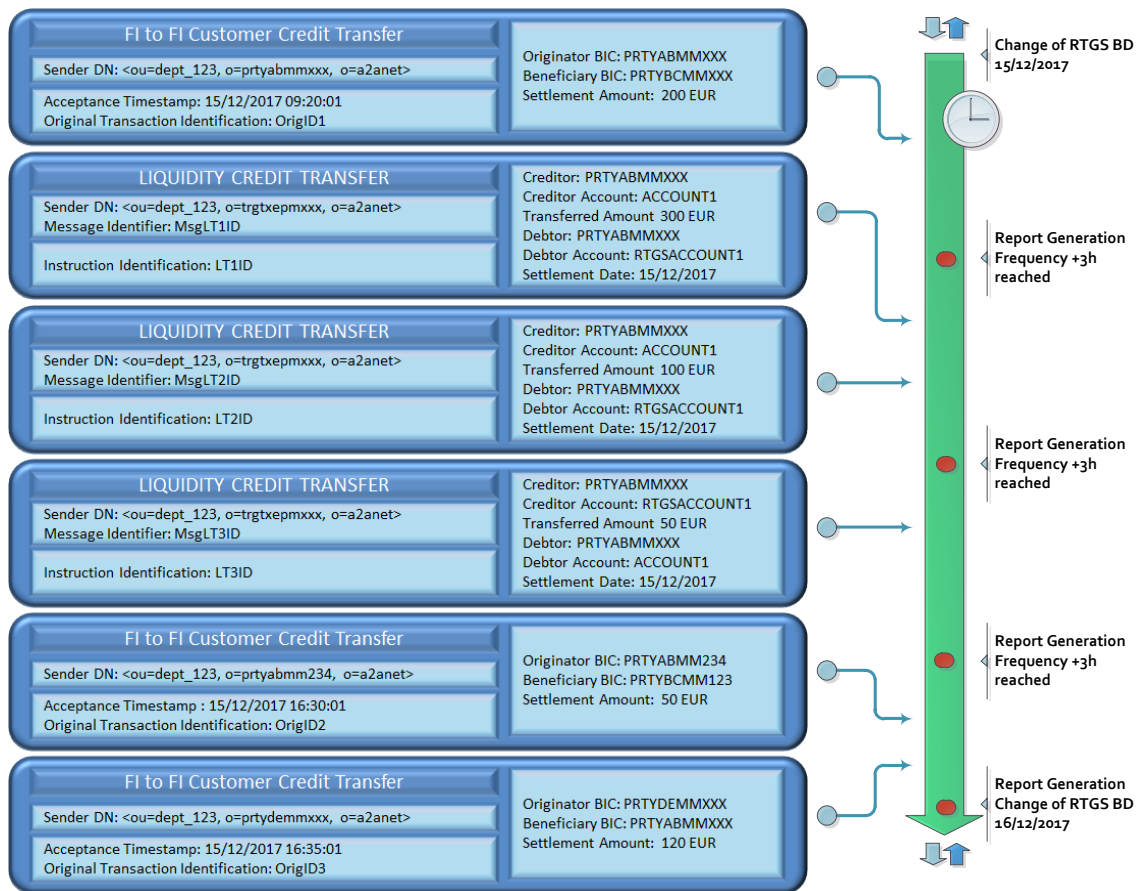 FI to FI Customer Credit Transfer
Sender DN: <ou=dept_123, o=prtyabmmxxx, o=a2anet>
Acceptance Timestamp: 15/12/2017 09:20:01
Original Transaction Identification: OrigID1
Originator BIC: PRTYABMMXXX
Beneficiary BIC: PRTYBCMMXXX
Settlement Amount: 200 EUR
Change of RTGS BD
15/12/2017
LIQUIDITY CREDIT TRANSFER
Sender DN: <ou=dept_123, o=trgtxepmxxx, o=a2anet>
Message Identifier: MsgLT1ID
Instruction Identification: LT1ID
Creditor: PRTYABMMXXX
Creditor Account: ACCOUNT1
Transferred Amount 300 EUR
Debtor: PRTYABMMXXX
Debtor Account: RTGSACCOUNT1
Settlement Date: 15/12/2017
Report Generation
Frequency +3h
reached
LIQUIDITY CREDIT TRANSFER
Sender DN: <ou=dept_123, o=trgtxepmxxx, o=a2anet>
Message Identifier: MsgLT2ID
Instruction Identification: LT2ID
Creditor: PRTYABMMXXX
Creditor Account: ACCOUNT1
Transferred Amount 100 EUR
Debtor: PRTYABMMXXX
Debtor Account: RTGSACCOUNT1
Settlement Date: 15/12/2017
Report Generation
Frequency +3h
reached
LIQUIDITY CREDIT TRANSFER
Sender DN: <ou=dept_123, o=trgtxepmxxx, o=a2anet>
Message Identifier: MsgLT3ID
Instruction Identification: LT3ID
Creditor: PRTYABMMXXX
Creditor Account: RTGSACCOUNT1
Transferred Amount 50 EUR
Debtor: PRTYABMMXXX
Debtor Account: ACCOUNT1
Settlement Date: 15/12/2017
FI to FI Customer Credit Transfer
Sender DN: <ou=dept_123, o=prtyabmm234, o=a2anet>
Acceptance Timestamp : 15/12/2017 16:30:01
Original Transaction Identification: OrigID2
Originator BIC: PRTYABMM234
Beneficiary BIC: PRTYBCMM123
Settlement Amount: 50 EUR
Report Generation
Frequency +3h
reached
FI to FI Customer Credit Transfer
Sender DN: <ou=dept_123, o=prtydemmxxx, o=a2anet>
Acceptance Timestamp: 15/12/2017 16:35:01
Original Transaction Identification: OrigID3
Originator BIC: PRTYDEMMXXX
Beneficiary BIC: PRTYABMMXXX
Settlement Amount: 120 EUR
Report Generation
Change of RTGS BD
16/12/2017